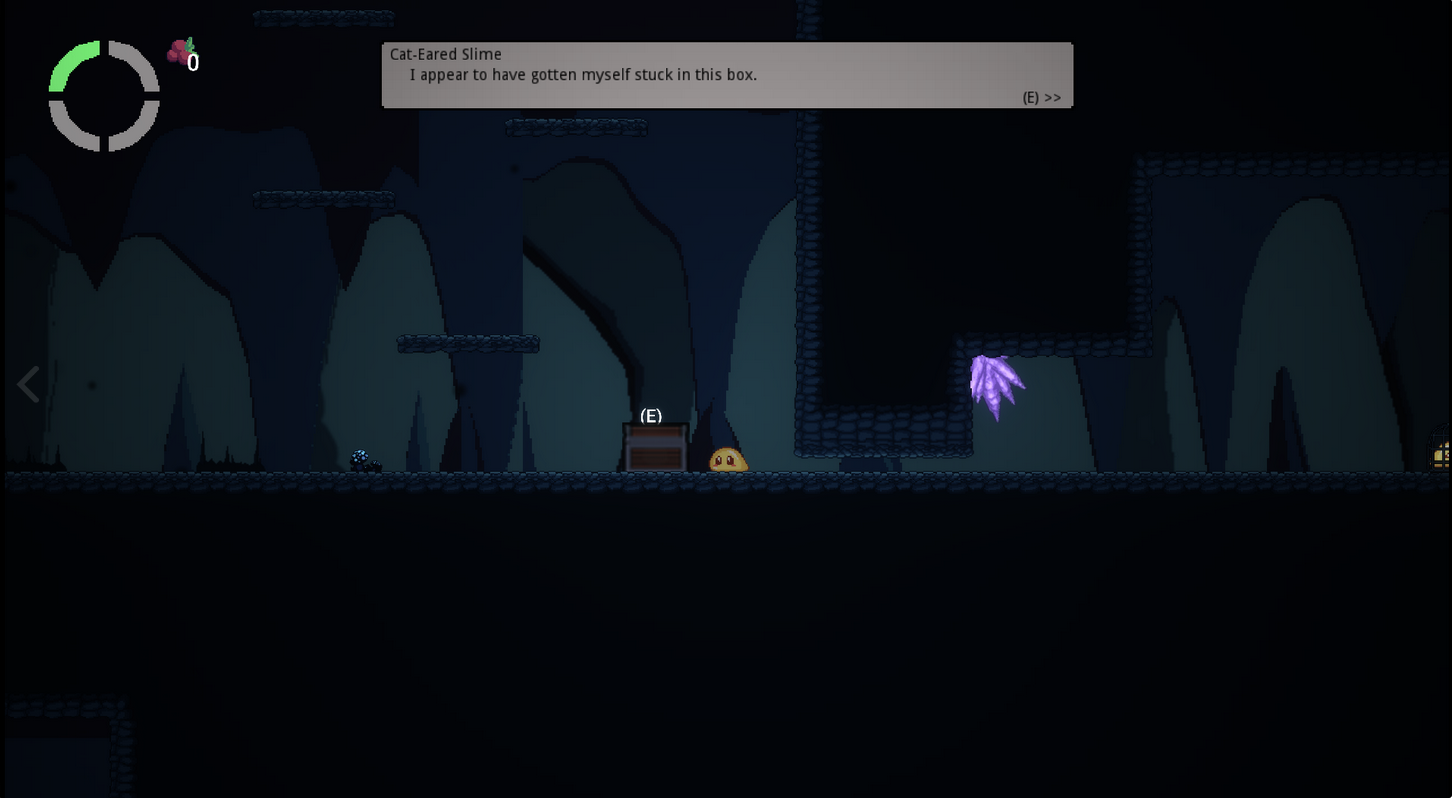 0
Cat-Eared Slime
I appear to have gotten myself stuck in this box.
(E) >>
(E)